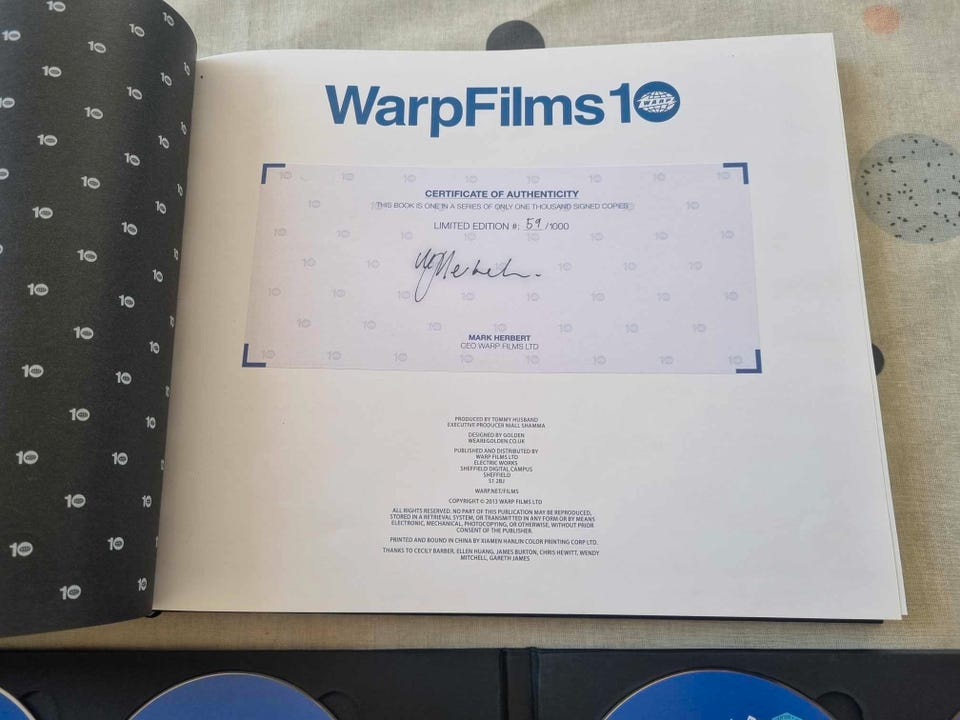 WarpFilms10
WARP
CERTIFICATE OF AUTHENTICITY
THIS BOOK IS ONE IN A SERIES OF ONLY ONE THOUSAND SIGNED COPIES
LIMITED EDITION #: 59 /1000
MARK HERBERT
CEO WARP FILMS LTD
PRODUCED BY TOMMY HUSBAND
EXECUTIVE PRODUCER NIALL SHAMMA
DESIGNED BY GOLDEN
WEAREGOLDEN.CO.UK
PUBLISHED AND DISTRIBUTED BY
WARP FILMS LTD
ELECTRIC WORKS
SHEFFIELD DIGITAL CAMPUS
SHEFFIELD
S1 2BJ
WARP.NET/FILMS
COPYRIGHT © 2013 WARP FILMS LTD
ALL RIGHTS RESERVED. NO PART OF THIS PUBLICATION MAY BE REPRODUCED,
STORED IN A RETRIEVAL SYSTEM, OR TRANSMITTED IN ANY FORM OR BY MEANS
ELECTRONIC, MECHANICAL, PHOTOCOPYING, OR OTHERWISE, WITHOUT PRIOR
CONSENT OF THE PUBLISHER.
PRINTED AND BOUND IN CHINA BY XIAMEN HANLIN COLOR PRINTING CORP LTD.
THANKS TO CECILY BARBER, ELLEN HUANG, JAMES BURTON, CHRIS HEWITT, WENDY
MITCHELL, GARETH JAMES